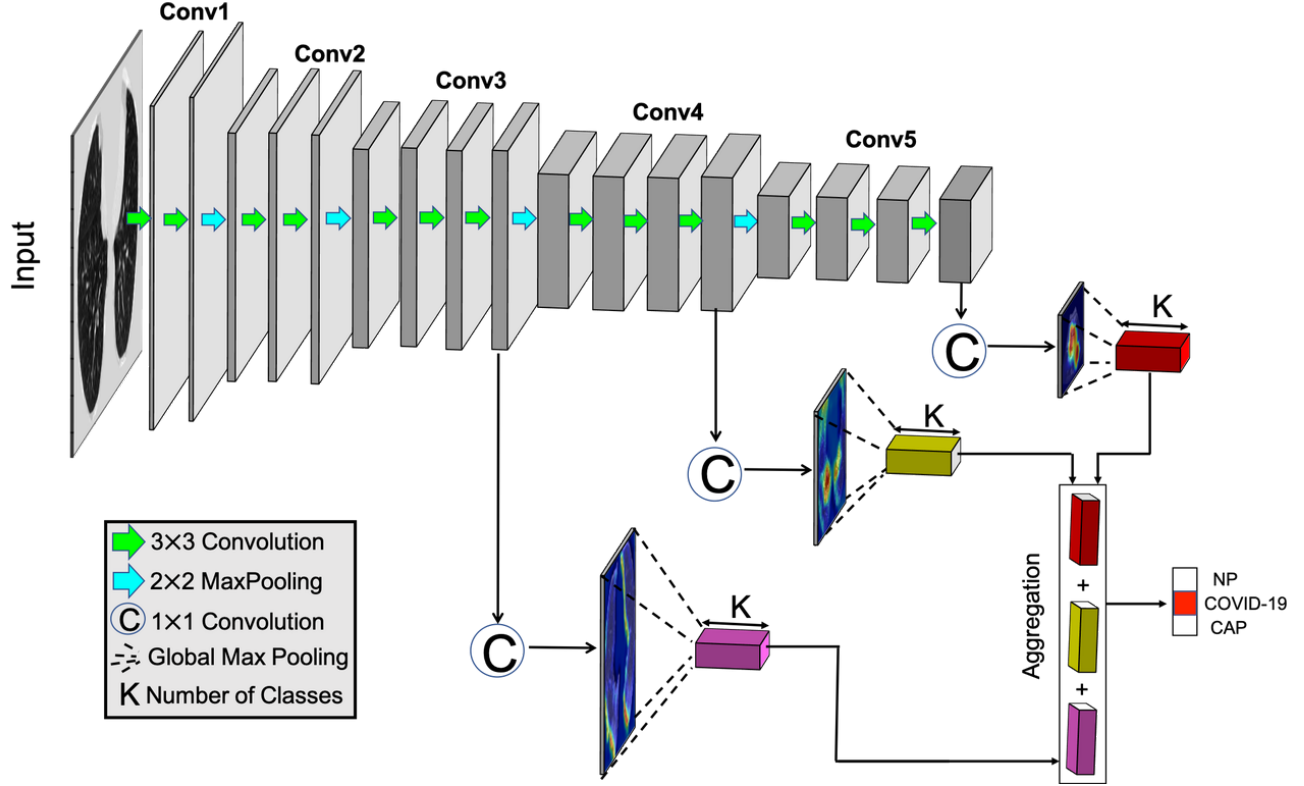 Conv1
Conv2
Conv3
Conv4
Conv5
Input
C
K
C
K
C
K
3×3 Convolution
2×2 MaxPooling
C 1×1 Convolution
Global Max Pooling
K Number of Classes
Aggregation
+
+
NP
COVID-19
CAP